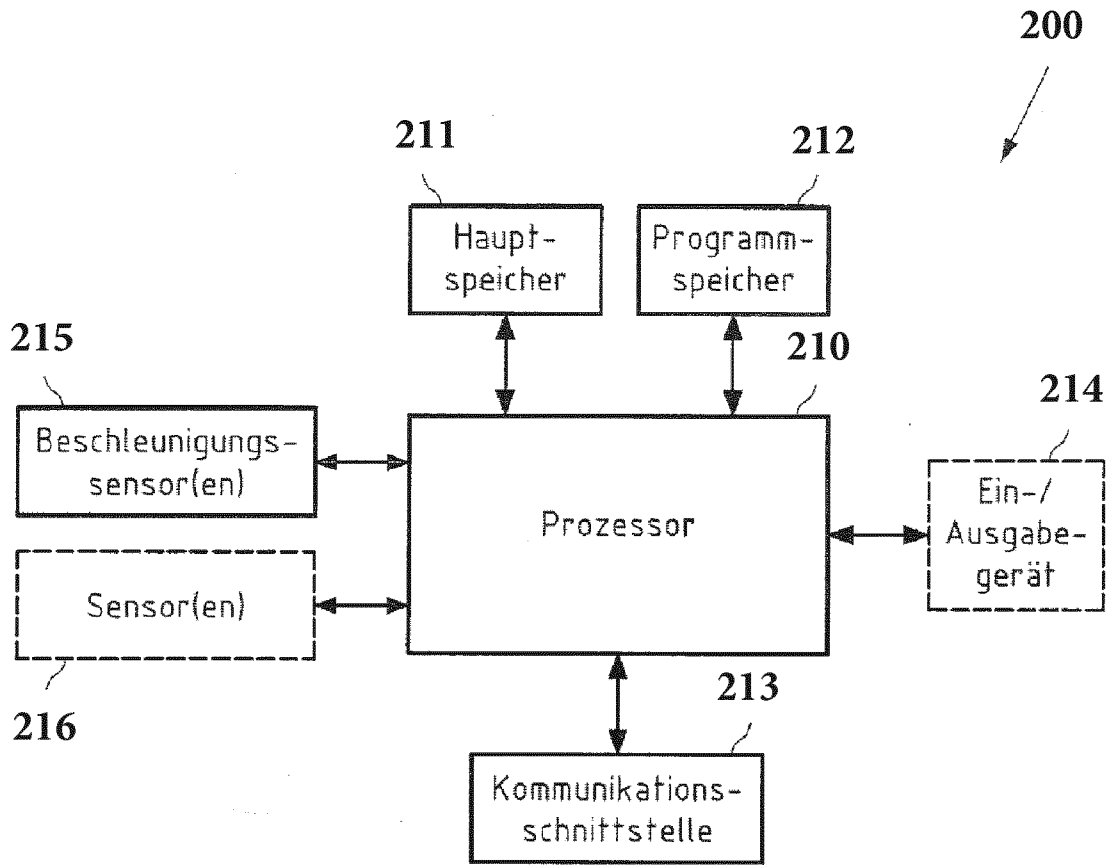 200
211
212
Haupt-
speicher
Programm-
speicher
215
210
214
Beschleunigungs-
sensor(en)
Prozessor
Ein-/
Ausgabe-
gerät
Sensor(en)
216
213
Kommunikations-
schnittstelle